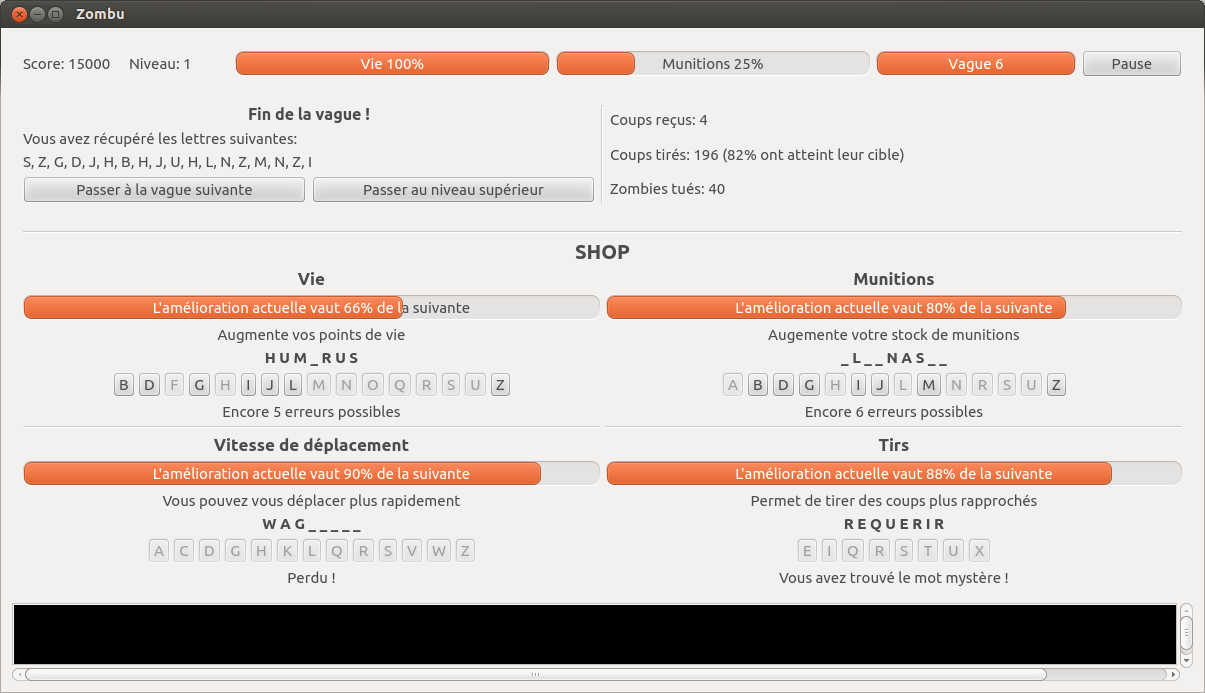 Zombu
Score: 15000 Niveau: 1 Vie 100% Munitions 25% Vague 6 Pause
Fin de la vague !
Vous avez récupéré les lettres suivantes:
S, Z, G, D, J, H, B, H, J, U, H, L, N, Z, M, N, Z, I
Passer à la vague suivante Passer au niveau supérieur
Coups reçus: 4
Coups tirés: 196 (82% ont atteint leur cible)
Zombies tués: 40
SHOP
Vie
L'amélioration actuelle vaut 66% de la suivante
Augmente vos points de vie
H U M _ R U S
B D F G H I J L M N O Q R S U Z
Encore 5 erreurs possibles
Munitions
L'amélioration actuelle vaut 80% de la suivante
Augemente votre stock de munitions
_ L _ _ N A S _ _
A B D G H I J L M N R S U Z
Encore 6 erreurs possibles
Vitesse de déplacement
L'amélioration actuelle vaut 90% de la suivante
Vous pouvez vous déplacer plus rapidement
W A G _ _ _ _ _
A C D G H K L Q R S V W Z
Perdu !
Tirs
L'amélioration actuelle vaut 88% de la suivante
Permet de tirer des coups plus rapprochés
R E Q U E R I R
E I Q R S T U X
Vous avez trouvé le mot mystère !